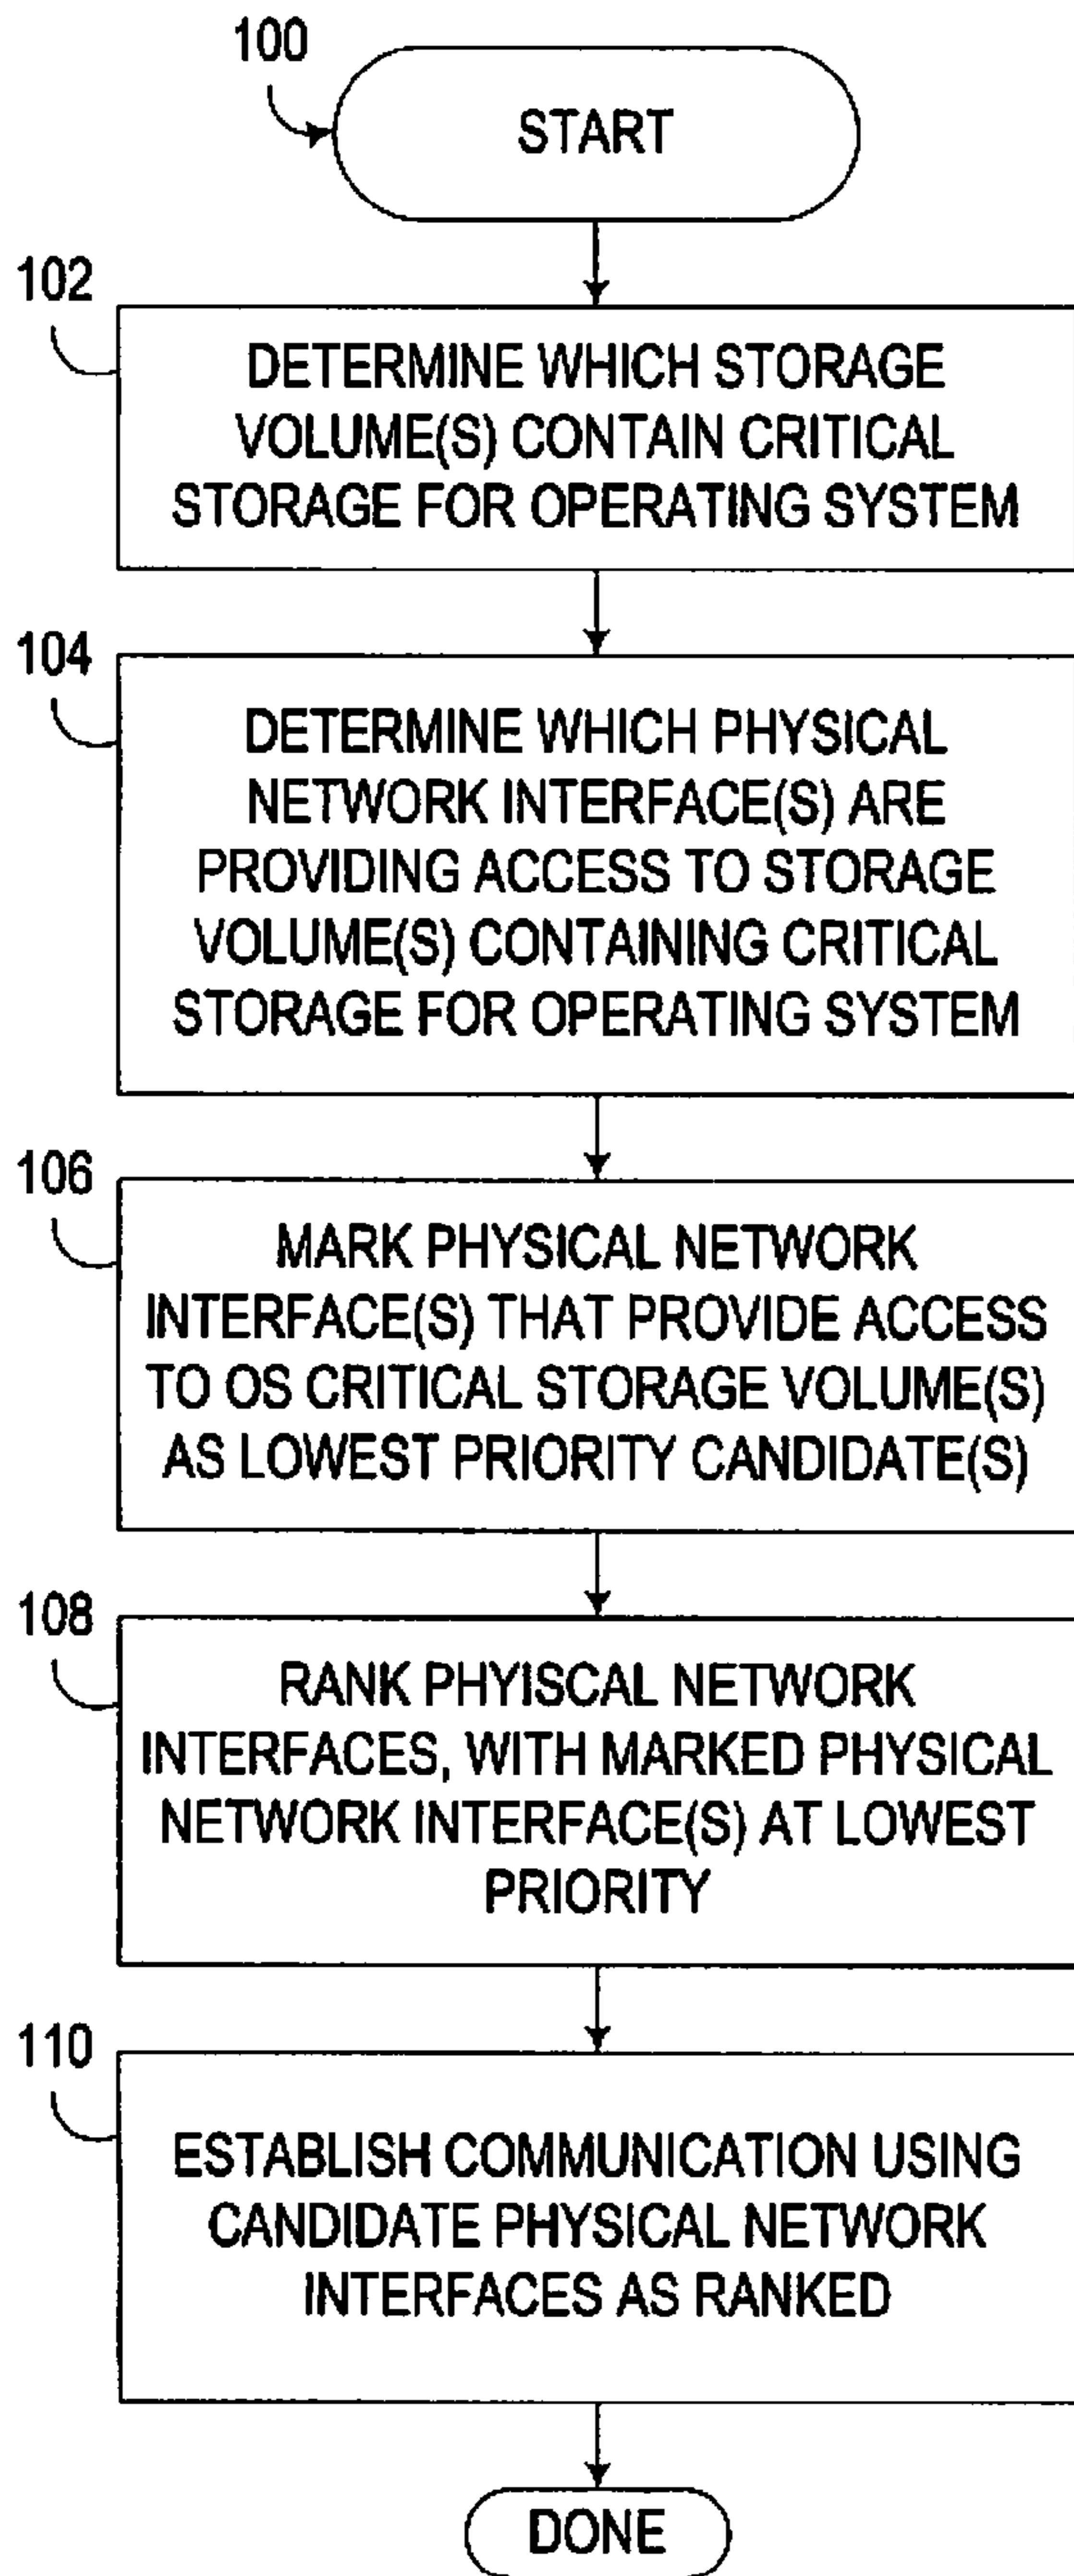 100
START
102
DETERMINE WHICH STORAGE
VOLUME(S) CONTAIN CRITICAL
STORAGE FOR OPERATING SYSTEM
104
DETERMINE WHICH PHYSICAL
NETWORK INTERFACE(S) ARE
PROVIDING ACCESS TO STORAGE
VOLUME(S) CONTAINING CRITICAL
STORAGE FOR OPERATING SYSTEM
106
MARK PHYSICAL NETWORK
INTERFACE(S) THAT PROVIDE ACCESS
TO OS CRITICAL STORAGE VOLUME(S)
AS LOWEST PRIORITY CANDIDATE(S)
108
RANK PHYISCAL NETWORK
INTERFACES, WITH MARKED PHYSICAL
NETWORK INTERFACE(S) AT LOWEST
PRIORITY
110
ESTABLISH COMMUNICATION USING
CANDIDATE PHYSICAL NETWORK
INTERFACES AS RANKED
DONE